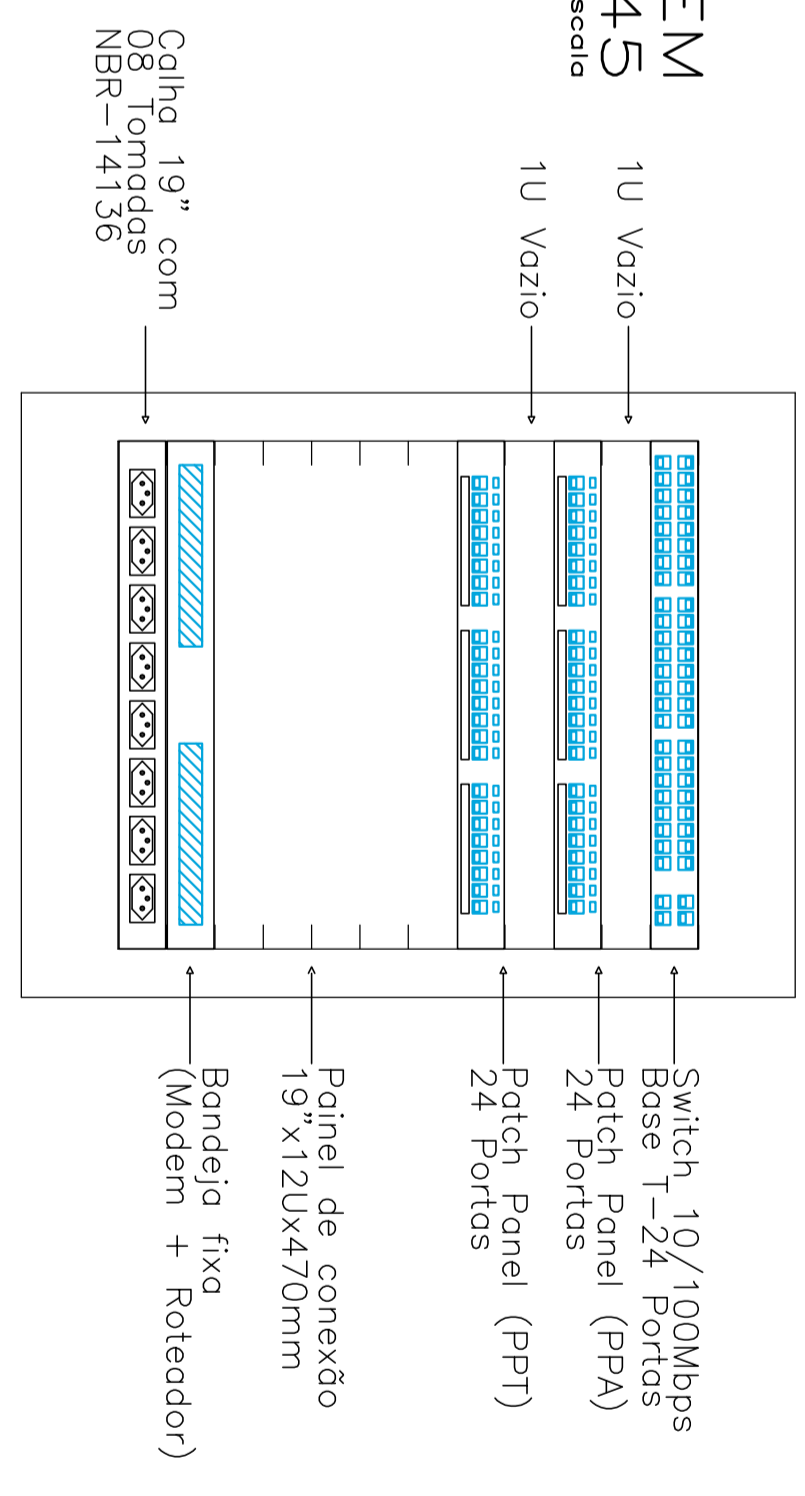 EM
45
scala
1U Vazio
1U Vazio
Calha 19" com
08 Tomadas
NBR-14136
Switch 10/100Mbps
Base T-24 Portas
Patch Panel (PPA)
24 Portas
Patch Panel (PPT)
24 Portas
Painel de conexão
19"x12Ux470mm
Bandeja fixa
(Modem + Roteador)